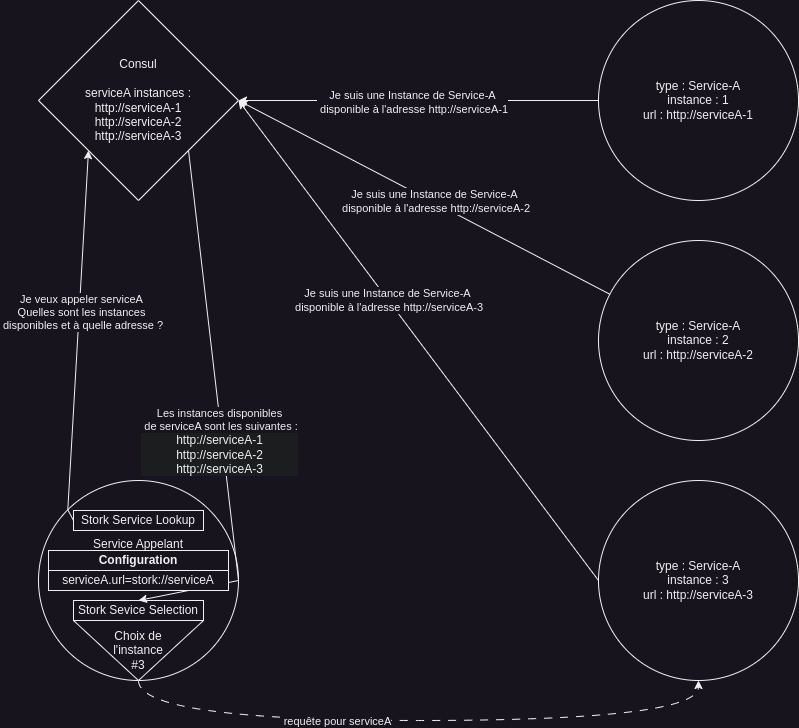 Consul
serviceA instances :
http://serviceA-1
http://serviceA-2
http://serviceA-3
Je suis une Instance de Service-A
disponible à l'adresse http://serviceA-1
type : Service-A
instance : 1
url : http://serviceA-1
Je suis une Instance de Service-A
disponible à l'adresse http://serviceA-2
Je suis une Instance de Service-A
disponible à l'adresse http://serviceA-3
type : Service-A
instance : 2
url : http://serviceA-2
Je veux appeler serviceA
Quelles sont les instances
disponibles et à quelle adresse ?
Les instances disponibles
de serviceA sont les suivantes :
http://serviceA-1
http://serviceA-2
http://serviceA-3
Stork Service Lookup
Service Appelant
Configuration
serviceA.url=stork://serviceA
Stork Sevice Selection
Choix de
l'instance
#3
type : Service-A
instance : 3
url : http://serviceA-3
requête pour serviceA